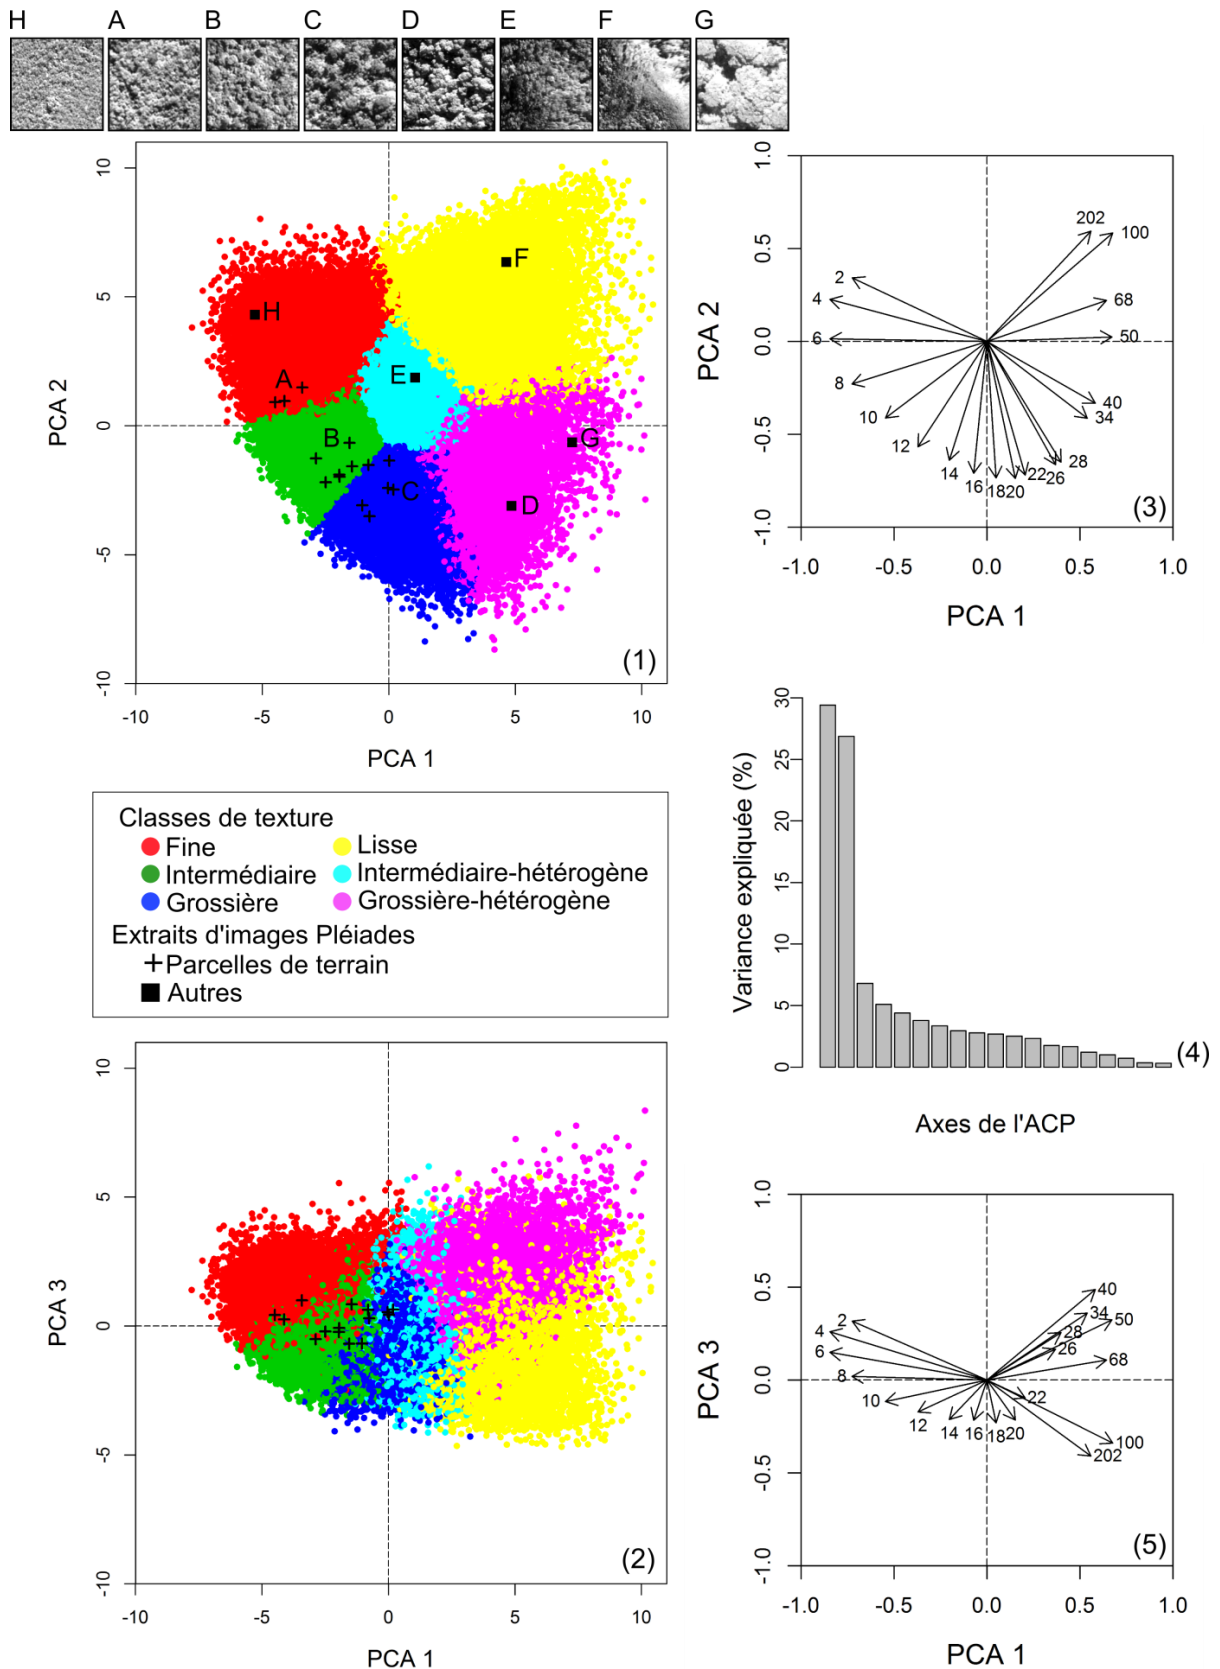 H A B C D E F G
10
5
0
-5
-10
PCA 2
H
A
B
C
D
E
F
G
(1)
-10 -5 0 5 10
PCA 1
1.0
0.5
0.0
-0.5
-1.0
PCA 2
202
100
2
4
68
6
50
8
40
10
34
12
28
14
16
18
20
22
26
(3)
-1.0 -0.5 0.0 0.5 1.0
PCA 1
Classes de texture
Fine Lisse
Intermédiaire Intermédiaire-hétérogène
Grossière Grossière-hétérogène
Extraits d'images Pléiades
Parcelles de terrain
Autres
30
25
20
15
10
5
0
Variance expliquée (%)
(4)
Axes de l'ACP
10
5
0
-5
-10
PCA 3
(2)
-10 -5 0 5 10
PCA 1
1.0
0.5
0.0
-0.5
-1.0
PCA 3
40
34
50
2
4
28
26
6
68
8
10
22
12
14
16
18
20
100
202
(5)
-1.0 -0.5 0.0 0.5 1.0
PCA 1